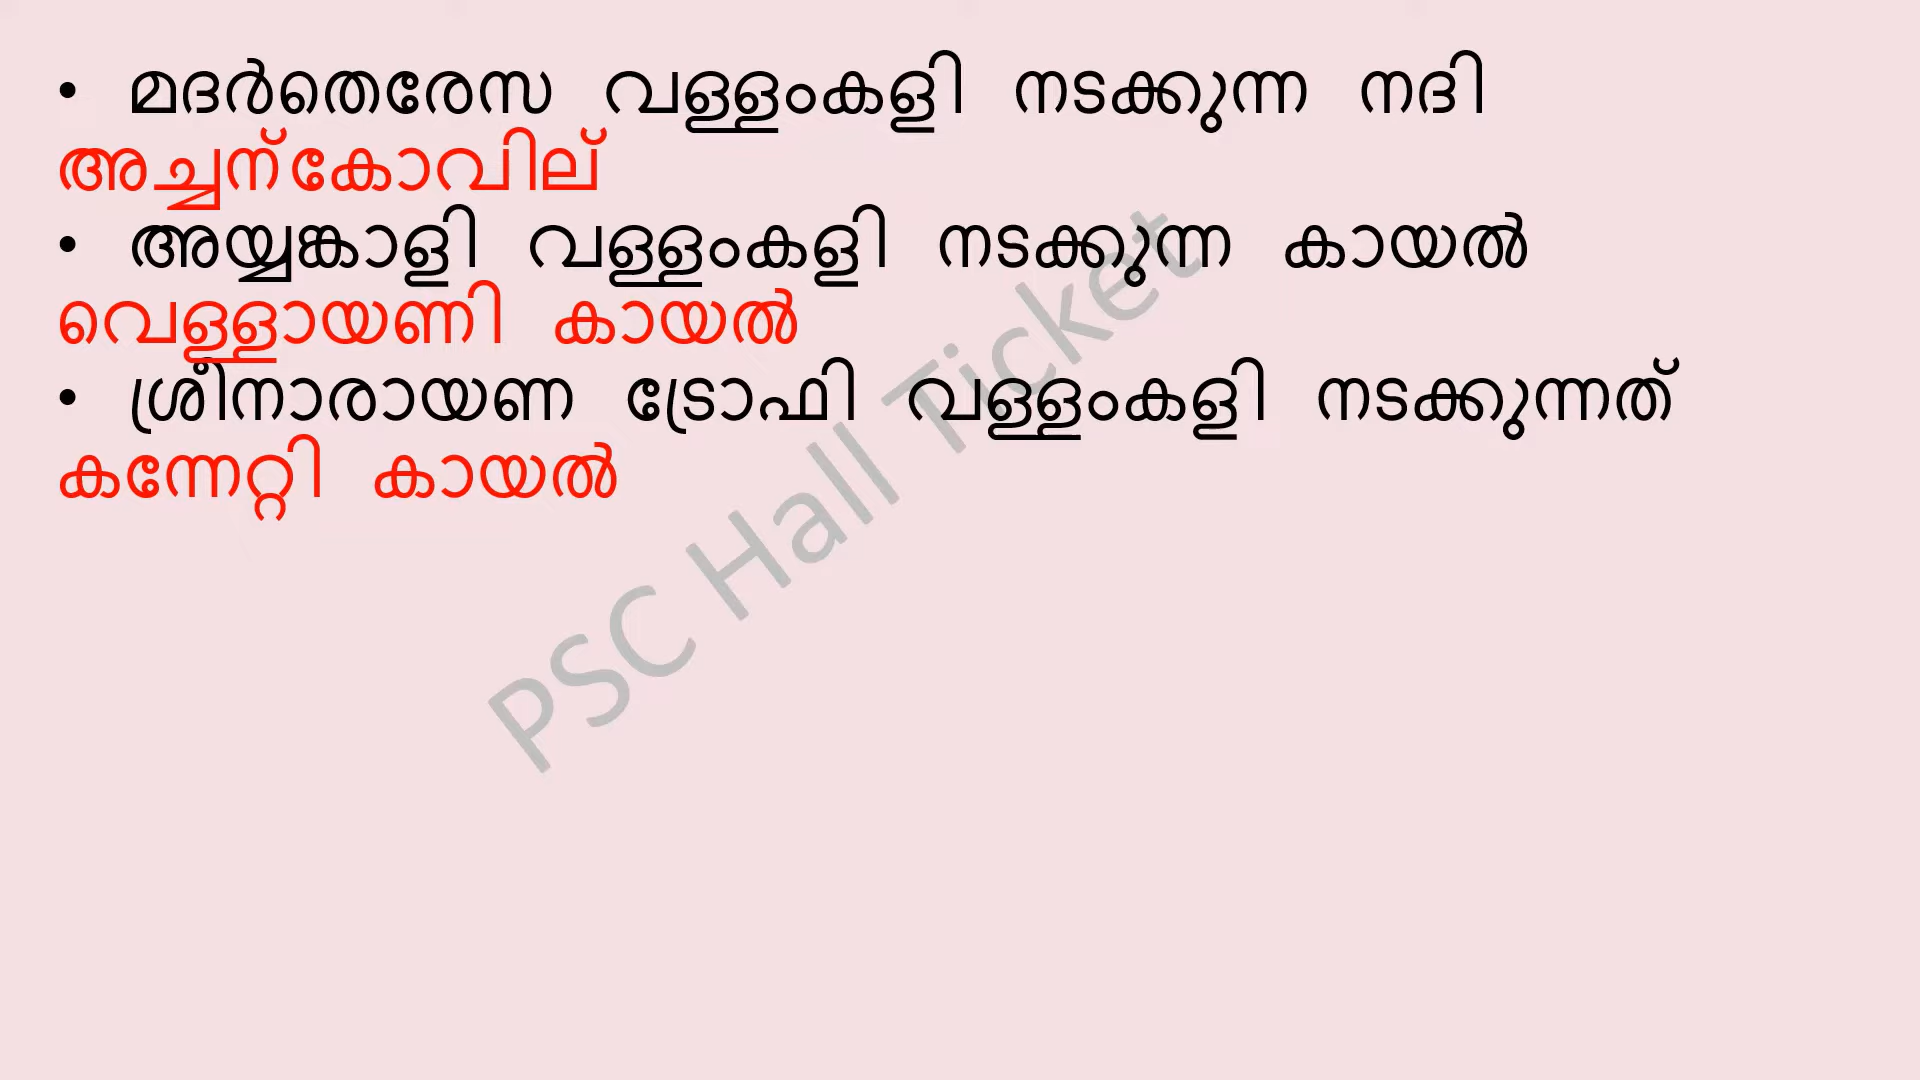 • മദർതെരേസ വള്ളംകളി നടക്കുന്ന നദി
അച്ചന്കോവില്
• അയ്യങ്കാളി വള്ളംകളി നടക്കുന്ന കായൽ
വെള്ളായണി കായൽ
• ശ്രീനാരായണ ട്രോഫി വള്ളംകളി നടക്കുന്നത്
കന്നേറ്റി കായൽ
PSC Hall Ticket